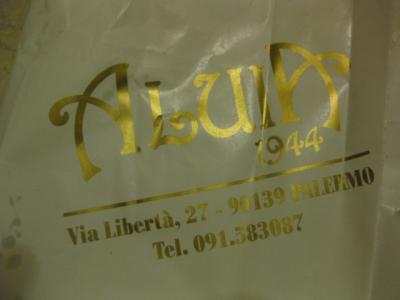 ALUIA
1944
Via Libertà, 27 - 90139 PALERMO
Tel. 091.583087